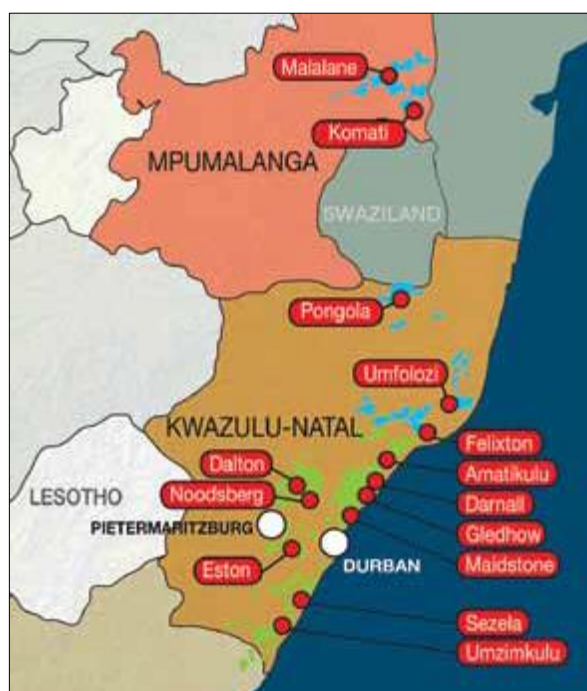 Malalane
Komati
MPUMALANGA
SWAZILAND
Pongola
Umfolozi
KWAZULU-NATAL
Felixton
Dalton
Amatikulu
LESOTHO
Noodsberg
Darnall
PIETERMARITZBURG
Gledhow
Eston
DURBAN
Maidstone
Sezela
Umzimkulu